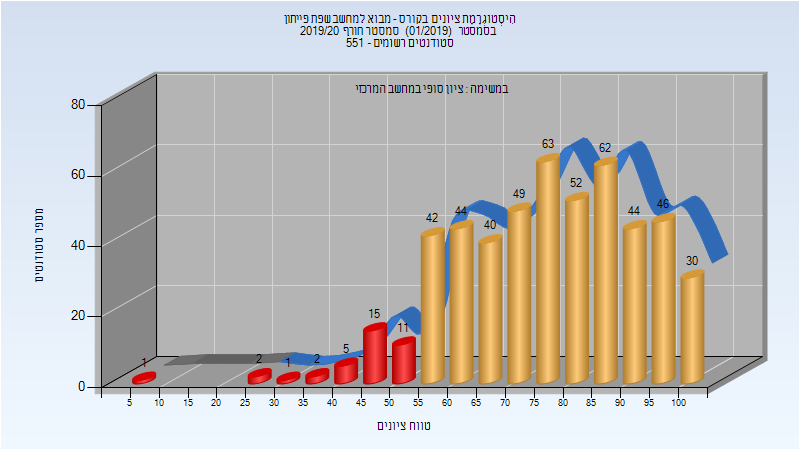 היסטוגרמת ציונים בקורס - מבוא למחשב שפת פייתון
בסמסטר (01/2019) סמסטר חורף 2019/20
סטודנטים רשומים - 551
במשימה : ציון סופי במחשב המרכזי
מספר סטודנטים
80
60
40
20
0
1 2 1 2 5 15 11 42 44 40 49 63 52 62 44 46 30
5 10 15 20 25 30 35 40 45 50 55 60 65 70 75 80 85 90 95 100
טווח ציונים